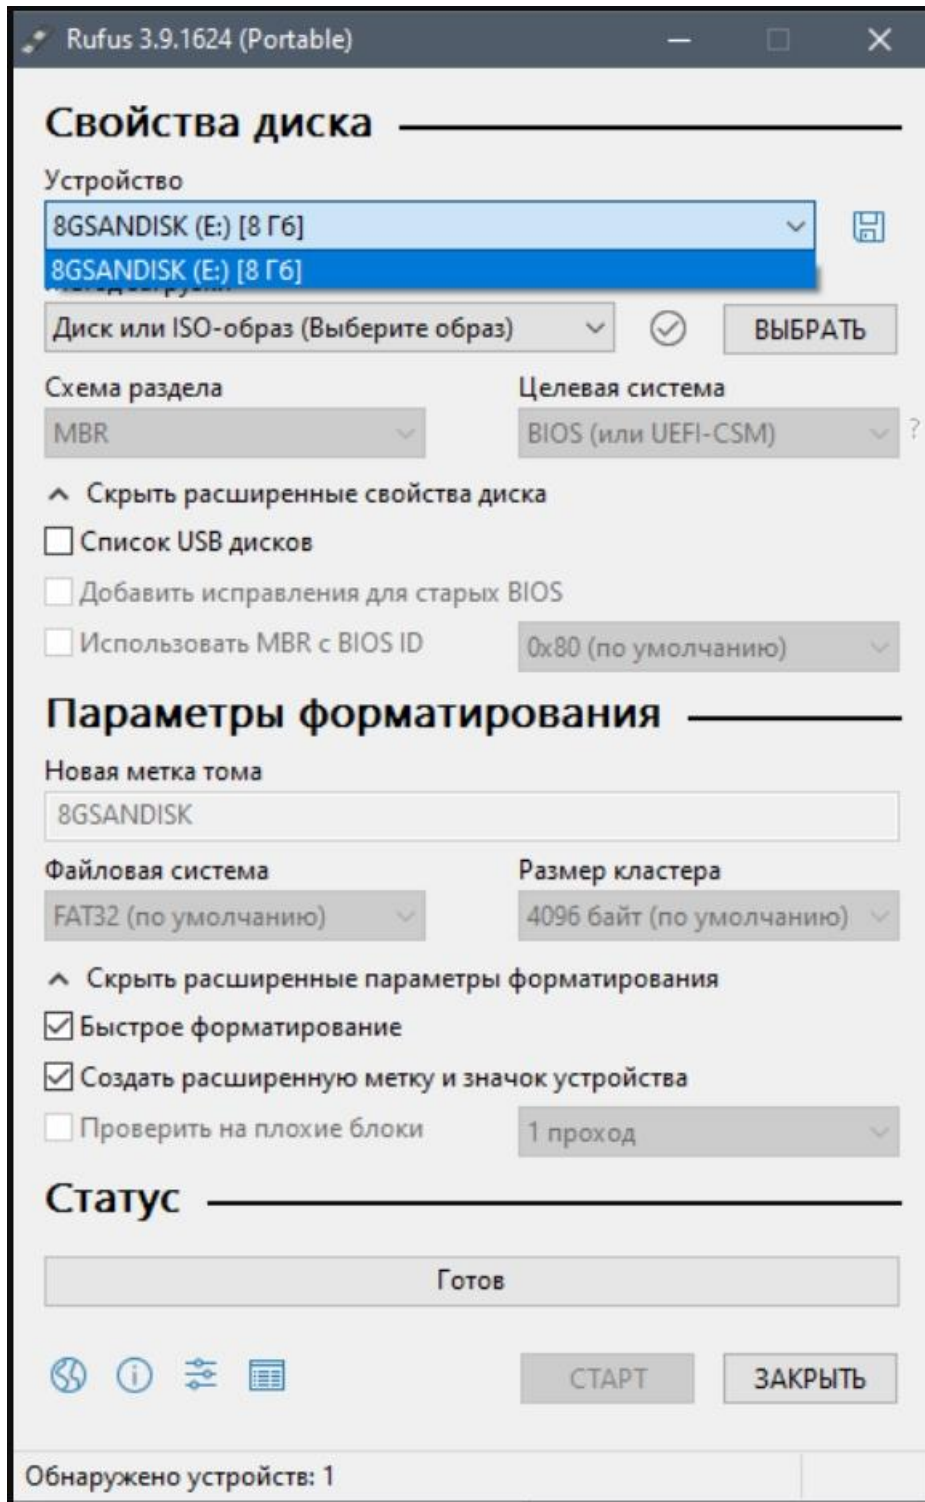 Rufus 3.9.1624 (Portable)
Свойства диска
Устройство
8GSANDISK (E:) [8 Гб]
8GSANDISK (E:) [8 Гб]
Диск или ISO-образ (Выберите образ)
ВЫБРАТЬ
Схема раздела
Целевая система
MBR
BIOS (или UEFI-CSM)
?
Скрыть расширенные свойства диска
Список USB дисков
Добавить исправления для старых BIOS
Использовать MBR с BIOS ID
0x80 (по умолчанию)
Параметры форматирования
Новая метка тома
8GSANDISK
Файловая система
Размер кластера
FAT32 (по умолчанию)
4096 байт (по умолчанию)
Скрыть расширенные параметры форматирования
Быстрое форматирование
Создать расширенную метку и значок устройства
Проверить на плохие блоки
1 проход
Статус
Готов
СТАРТ
ЗАКРЫТЬ
Обнаружено устройств: 1